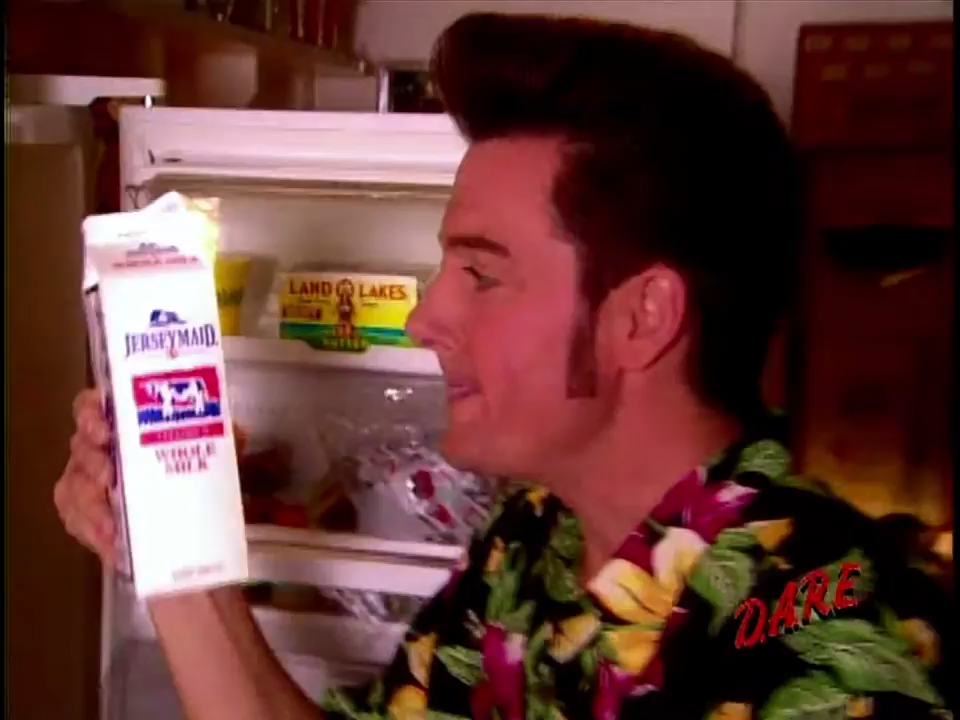 JERSEYMAID
WHOLE
MILK
LAND O LAKES
D.A.R.E